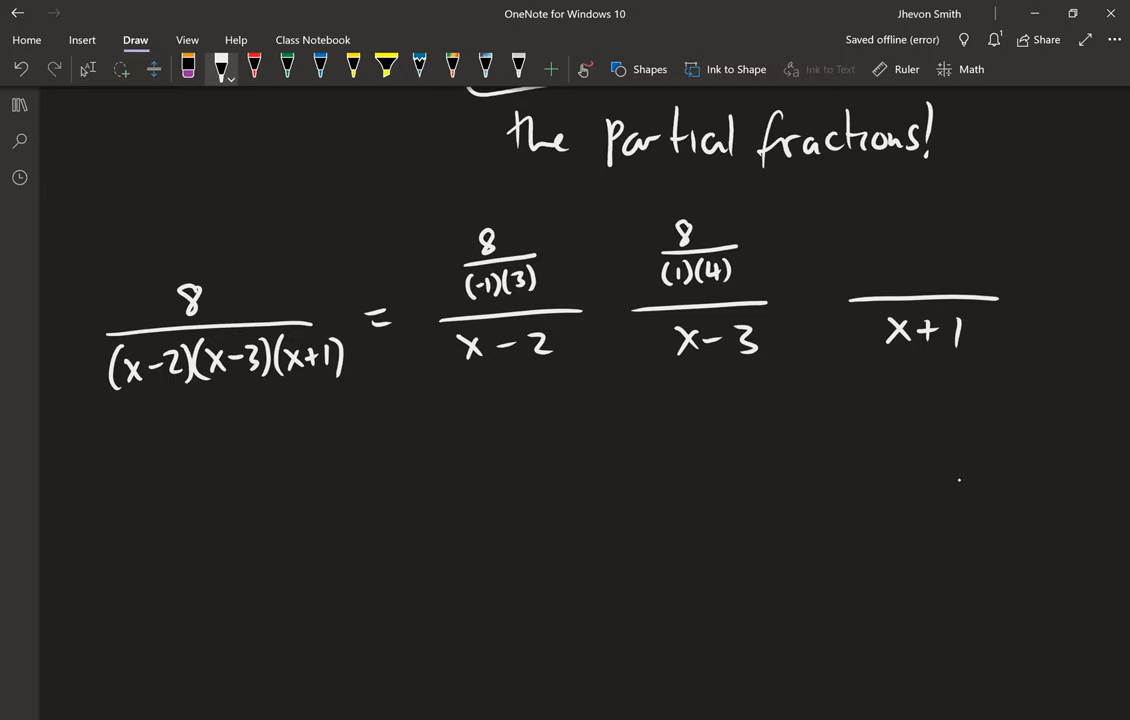 OneNote for Windows 10
Jhevon Smith
Home Insert Draw View Help Class Notebook
Saved offline (error) 1 Share
Shapes Ink to Shape Ink to Text Ruler Math
the partial fractions!
8/((x-2)(x-3)(x+1)) = (8/((-1)(3)))/(x-2) (8/((1)(4)))/(x-3) /(x+1)